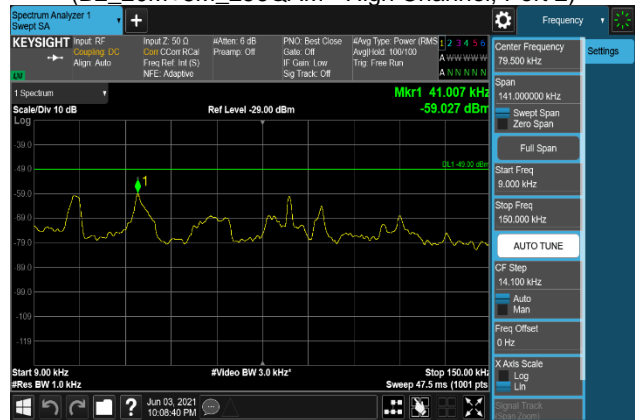 Spectrum Analyzer 1
Swept SA
Frequency
KEYSIGHT
Input: RF
Coupling: DC
Align: Auto
Input Z: 50 Ω
Corr CCorr RCal
Freq Ref: Int (S)
NFE: Adaptive
#Atten: 6 dB
Preamp: Off
PNO: Best Close
Gate: Off
IF Gain: Low
Sig Track: Off
#Avg Type: Power (RMS
Avg|Hold: 100/100
Trig: Free Run
1 2 3 4 5 6
A W W W W W
A N N N N N
LW
1 Spectrum
Mkr1 41.007 kHz
Scale/Div 10 dB
Ref Level -29.00 dBm
-59.027 dBm
Log
-39.0
-49.0
-59.0
-69.0
-79.0
-89.0
-99.0
-109
-119
DL1 -49.00 dBm
1
Start 9.00 kHz
#Video BW 3.0 kHz*
Stop 150.00 kHz
#Res BW 1.0 kHz
Sweep 47.5 ms (1001 pts
Center Frequency
79.500 kHz
Settings
Span
141.000000 kHz
Swept Span
Zero Span
Full Span
Start Freq
9.000 kHz
Stop Freq
150.000 kHz
AUTO TUNE
CF Step
14.100 kHz
Auto
Man
Freq Offset
0 Hz
X Axis Scale
Log
Lin
Signal Track
(Span Zoom)
Jun 03, 2021
10:08:40 PM